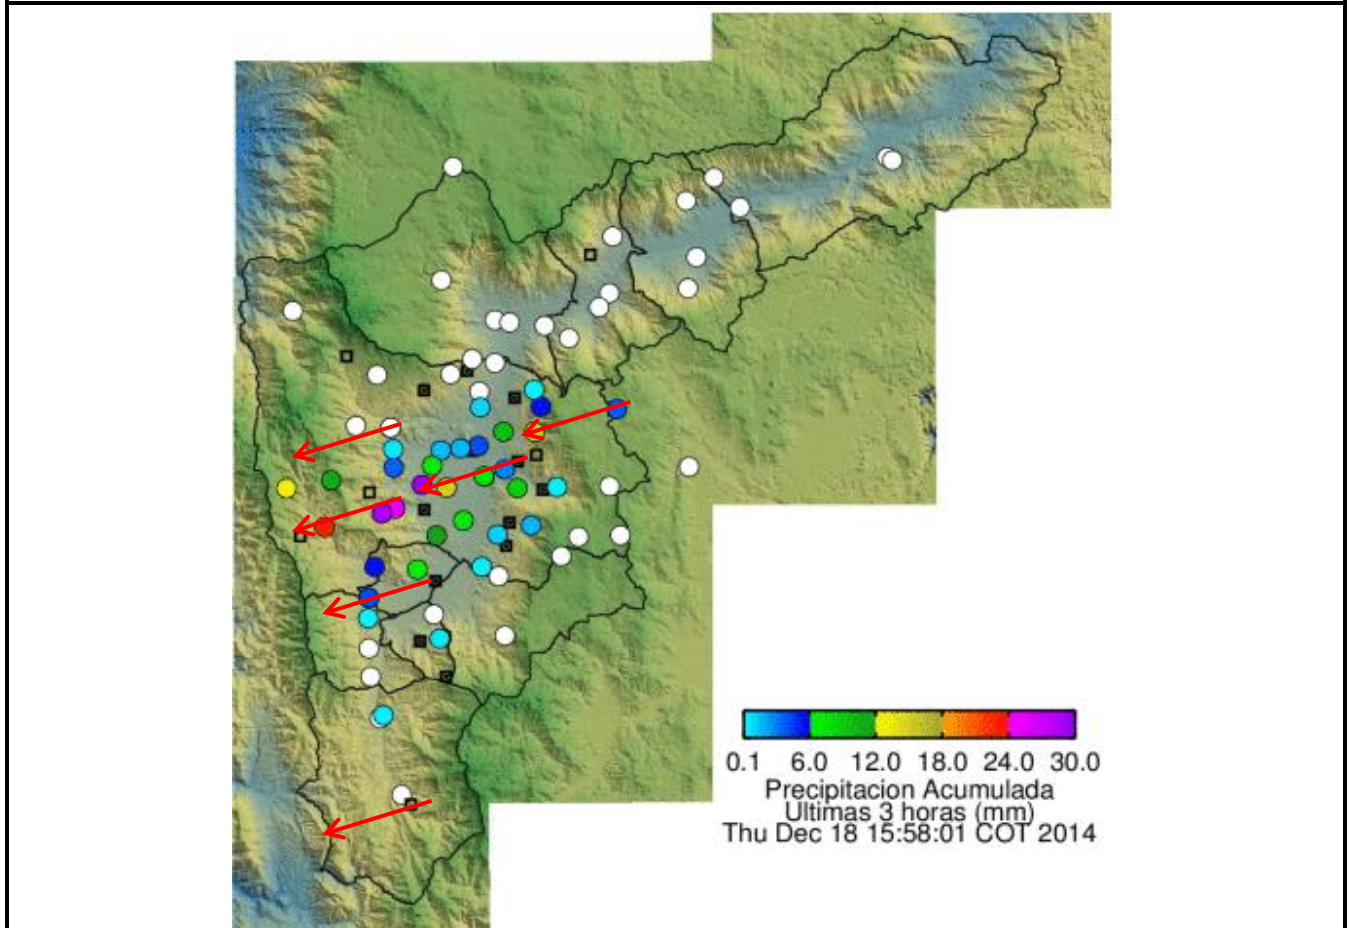 0.1 6.0 12.0 18.0 24.0 30.0
Precipitacion Acumulada
Ultimas 3 horas (mm)
Thu Dec 18 15:58:01 COT 2014